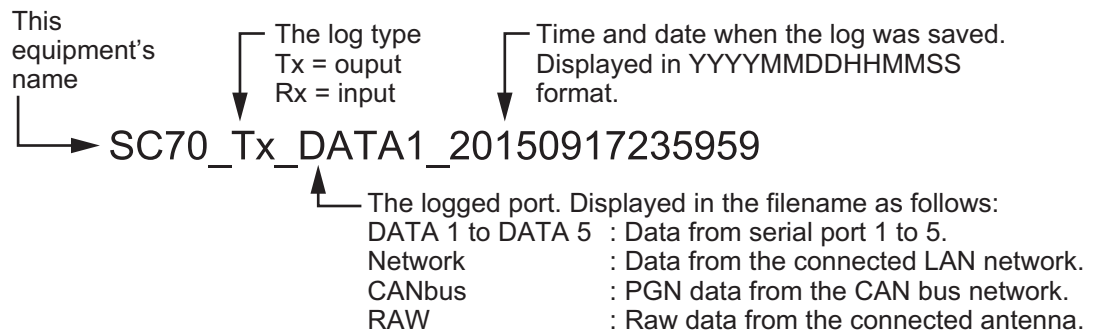 This
equipment's
name
The log type
Tx = ouput
Rx = input
Time and date when the log was saved.
Displayed in YYYYMMDDHHMMSS
format.
SC70_Tx_DATA1_20150917235959
The logged port. Displayed in the filename as follows:
DATA 1 to DATA 5 : Data from serial port 1 to 5.
Network : Data from the connected LAN network.
CANbus : PGN data from the CAN bus network.
RAW : Raw data from the connected antenna.